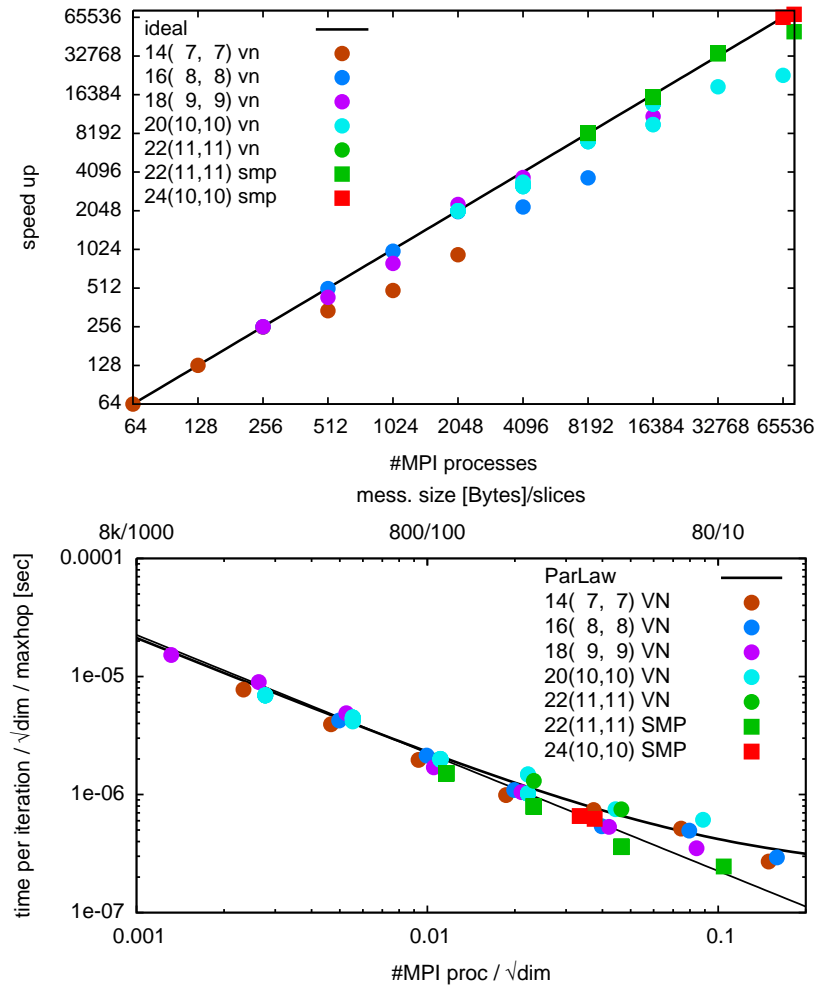 65536
32768
16384
8192
4096
2048
1024
512
256
128
64
speed up
ideal
14( 7, 7) vn
16( 8, 8) vn
18( 9, 9) vn
20(10,10) vn
22(11,11) vn
22(11,11) smp
24(10,10) smp
64 128 256 512 1024 2048 4096 8192 16384 32768 65536
#MPI processes
mess. size [Bytes]/slices
8k/1000 800/100 80/10
0.0001
1e-05
1e-06
1e-07
time per iteration / √dim / maxhop [sec]
ParLaw
14( 7, 7) VN
16( 8, 8) VN
18( 9, 9) VN
20(10,10) VN
22(11,11) VN
22(11,11) SMP
24(10,10) SMP
0.001 0.01 0.1
#MPI proc / √dim